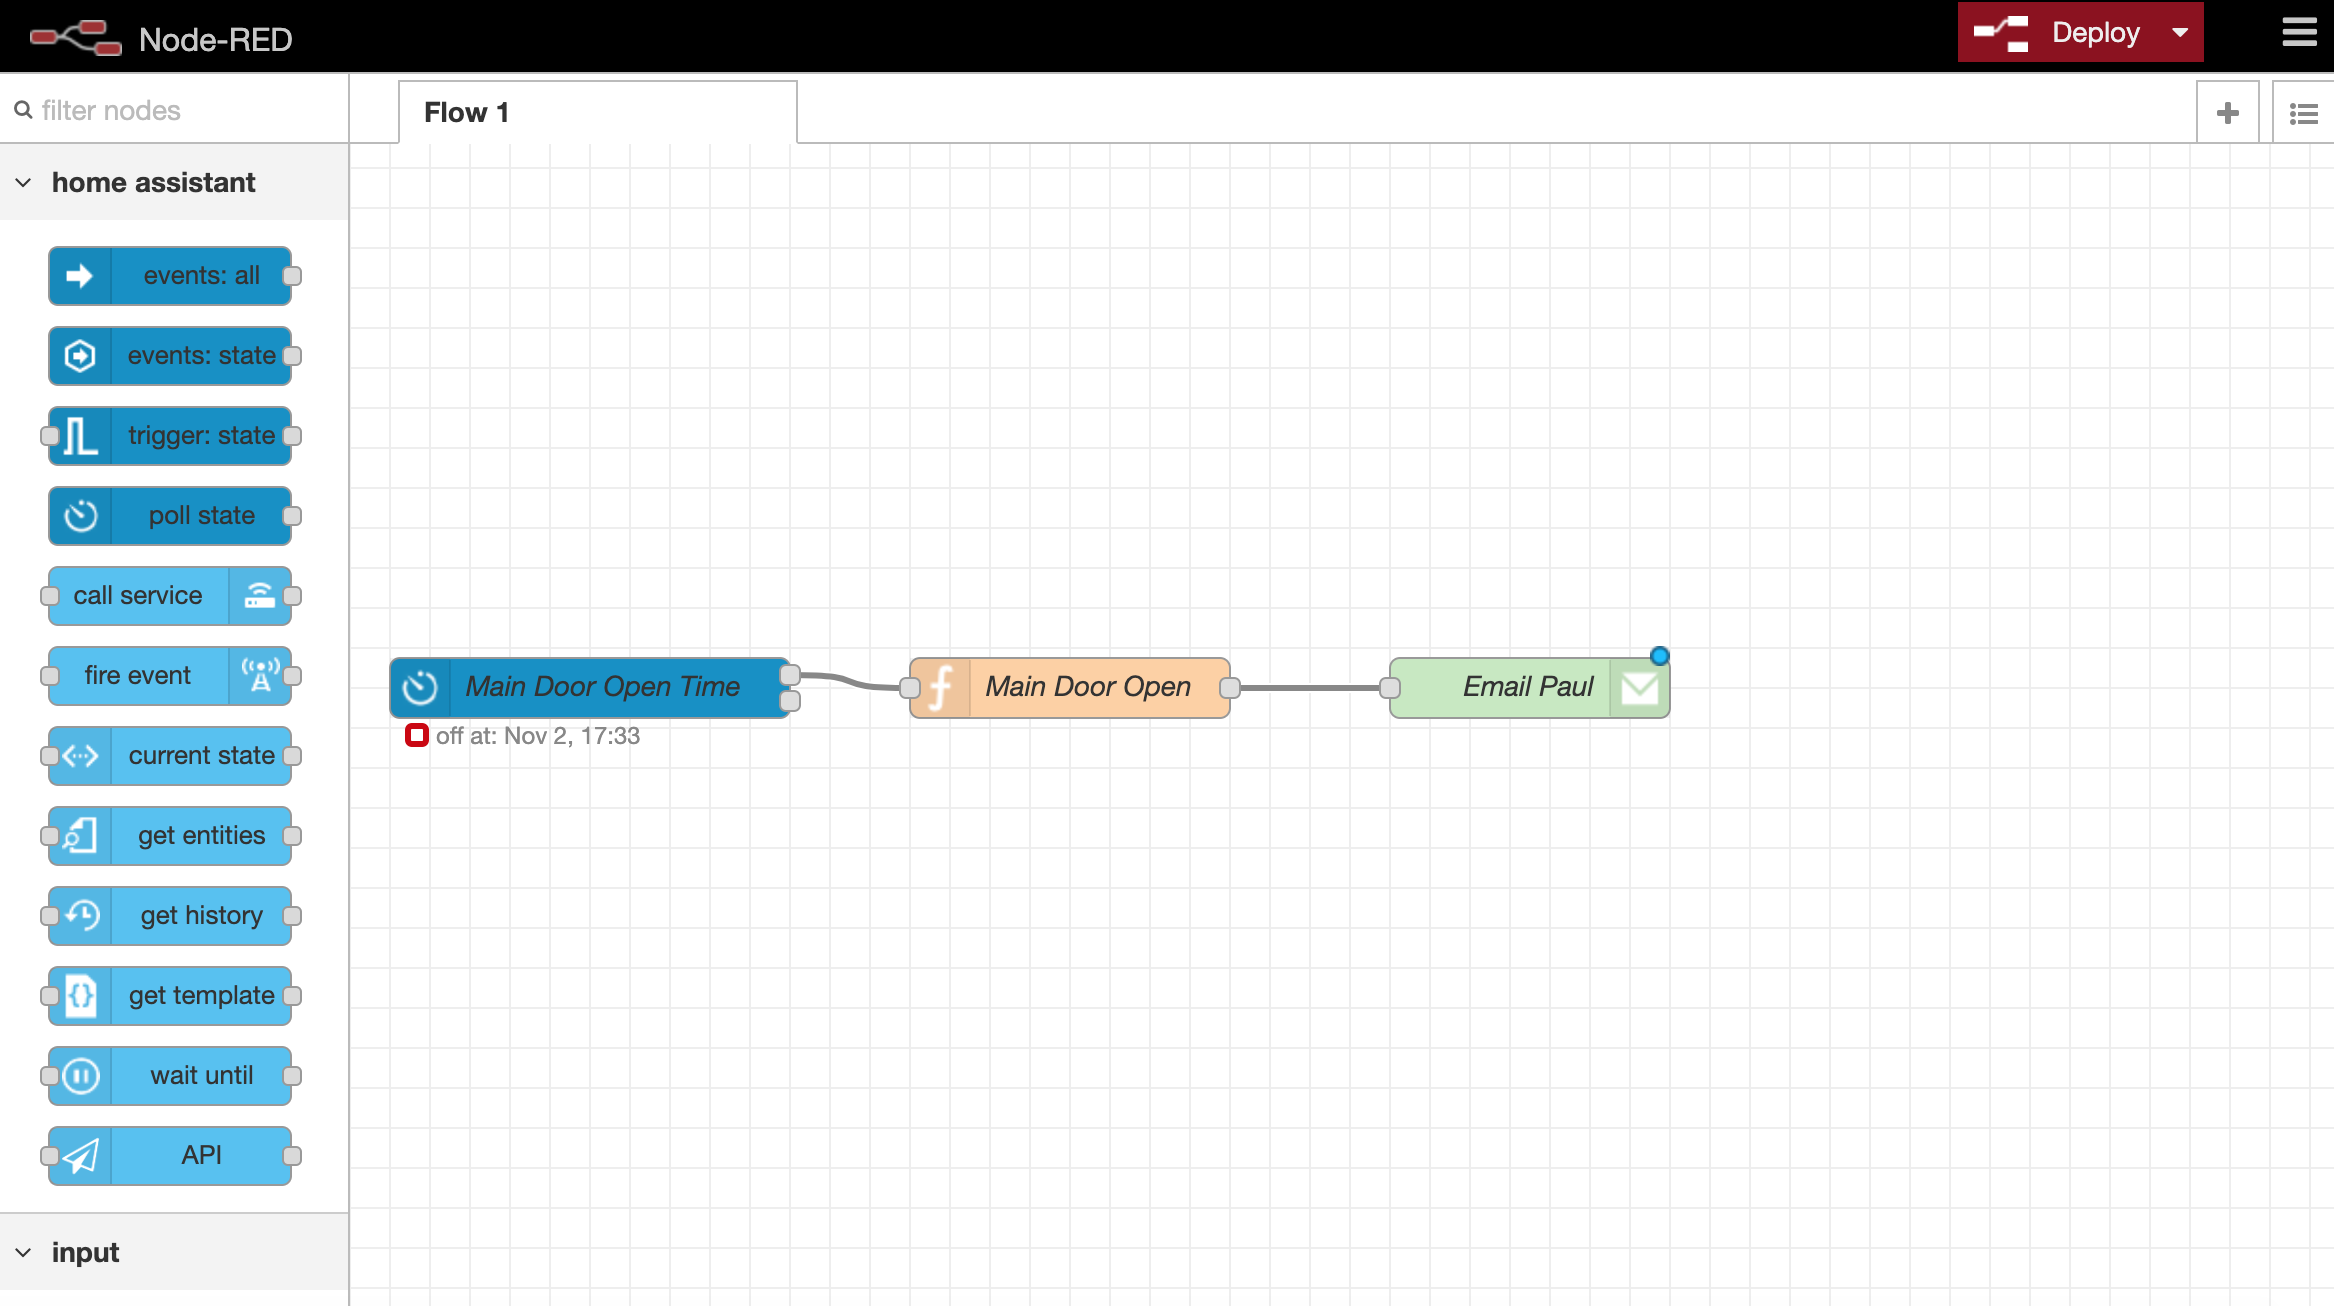 Node-RED
Deploy
filter nodes
Flow 1
home assistant
events: all
events: state
trigger: state
poll state
call service
fire event
current state
get entities
get history
get template
wait until
API
input
Main Door Open Time
off at: Nov 2, 17:33
Main Door Open
Email Paul